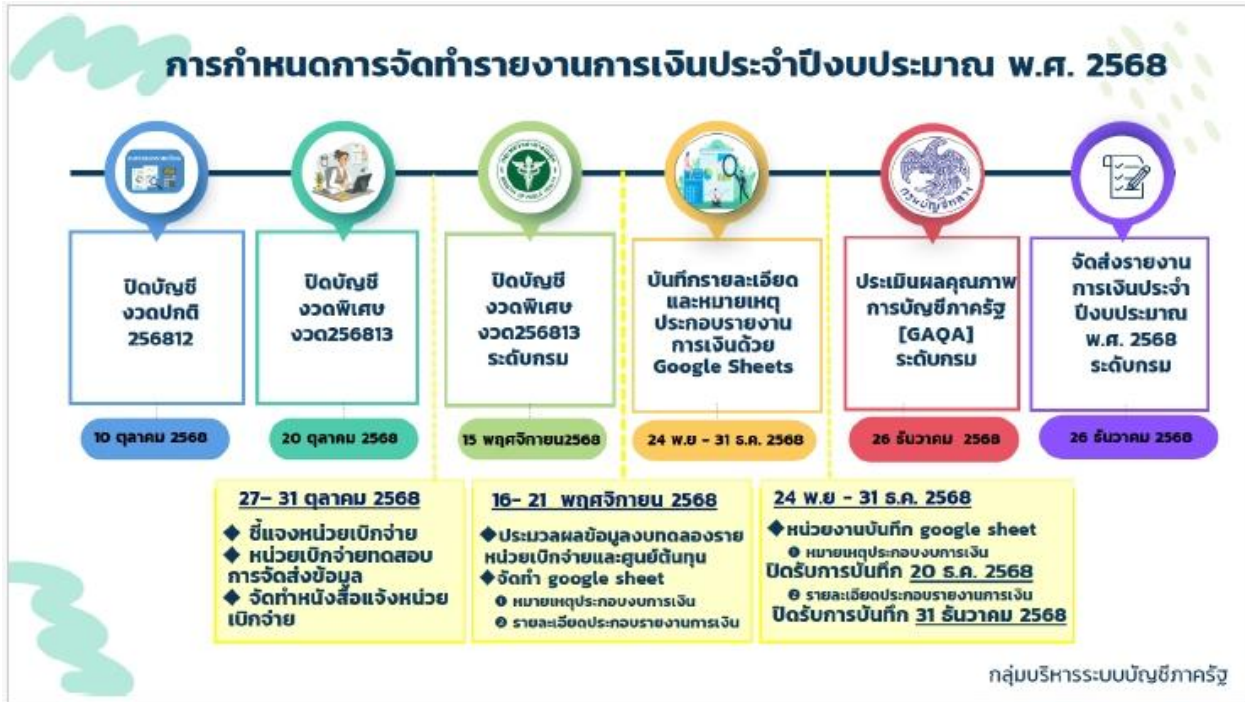 การกำหนดการจัดทำรายงานการเงินประจำปีงบประมาณ พ.ศ. 2568
ปิดบัญชี
งวดปกติ
256812
10 ตุลาคม 2568
ปิดบัญชี
งวดพิเศษ
งวด256813
20 ตุลาคม 2568
ปิดบัญชี
งวดพิเศษ
งวด256813
ระดับกรม
15 พฤศจิกายน2568
บันทึกรายละเอียด
และหมายเหตุ
ประกอบรายงาน
การเงินด้วย
Google Sheets
24 พ.ย - 31 ธ.ค. 2568
กรมบัญชีกลาง
ประเมินผลคุณภาพ
การบัญชีภาครัฐ
[GAQA]
ระดับกรม
26 ธันวาคม 2568
จัดส่งรายงาน
การเงินประจำ
ปีงบประมาณ
พ.ศ. 2568
ระดับกรม
26 ธันวาคม 2568
27– 31 ตุลาคม 2568
◆ ชี้แจงหน่วยเบิกจ่าย
◆ หน่วยเบิกจ่ายทดสอบ
การจัดส่งข้อมูล
◆ จัดทำหนังสือแจ้งหน่วย
เบิกจ่าย
16- 21 พฤศจิกายน 2568
◆ประมวลผลข้อมูลงบทดลองราย
หน่วยเบิกจ่ายและศูนย์ต้นทุน
◆จัดทำ google sheet
❶ หมายเหตุประกอบงบการเงิน
❷ รายละเอียดประกอบรายงานการเงิน
24 พ.ย - 31 ธ.ค. 2568
◆หน่วยงานบันทึก google sheet
❶ หมายเหตุประกอบงบการเงิน
ปิดรับการบันทึก 20 ธ.ค. 2568
❷ รายละเอียดประกอบรายงานการเงิน
ปิดรับการบันทึก 31 ธันวาคม 2568
กลุ่มบริหารระบบบัญชีภาครัฐ